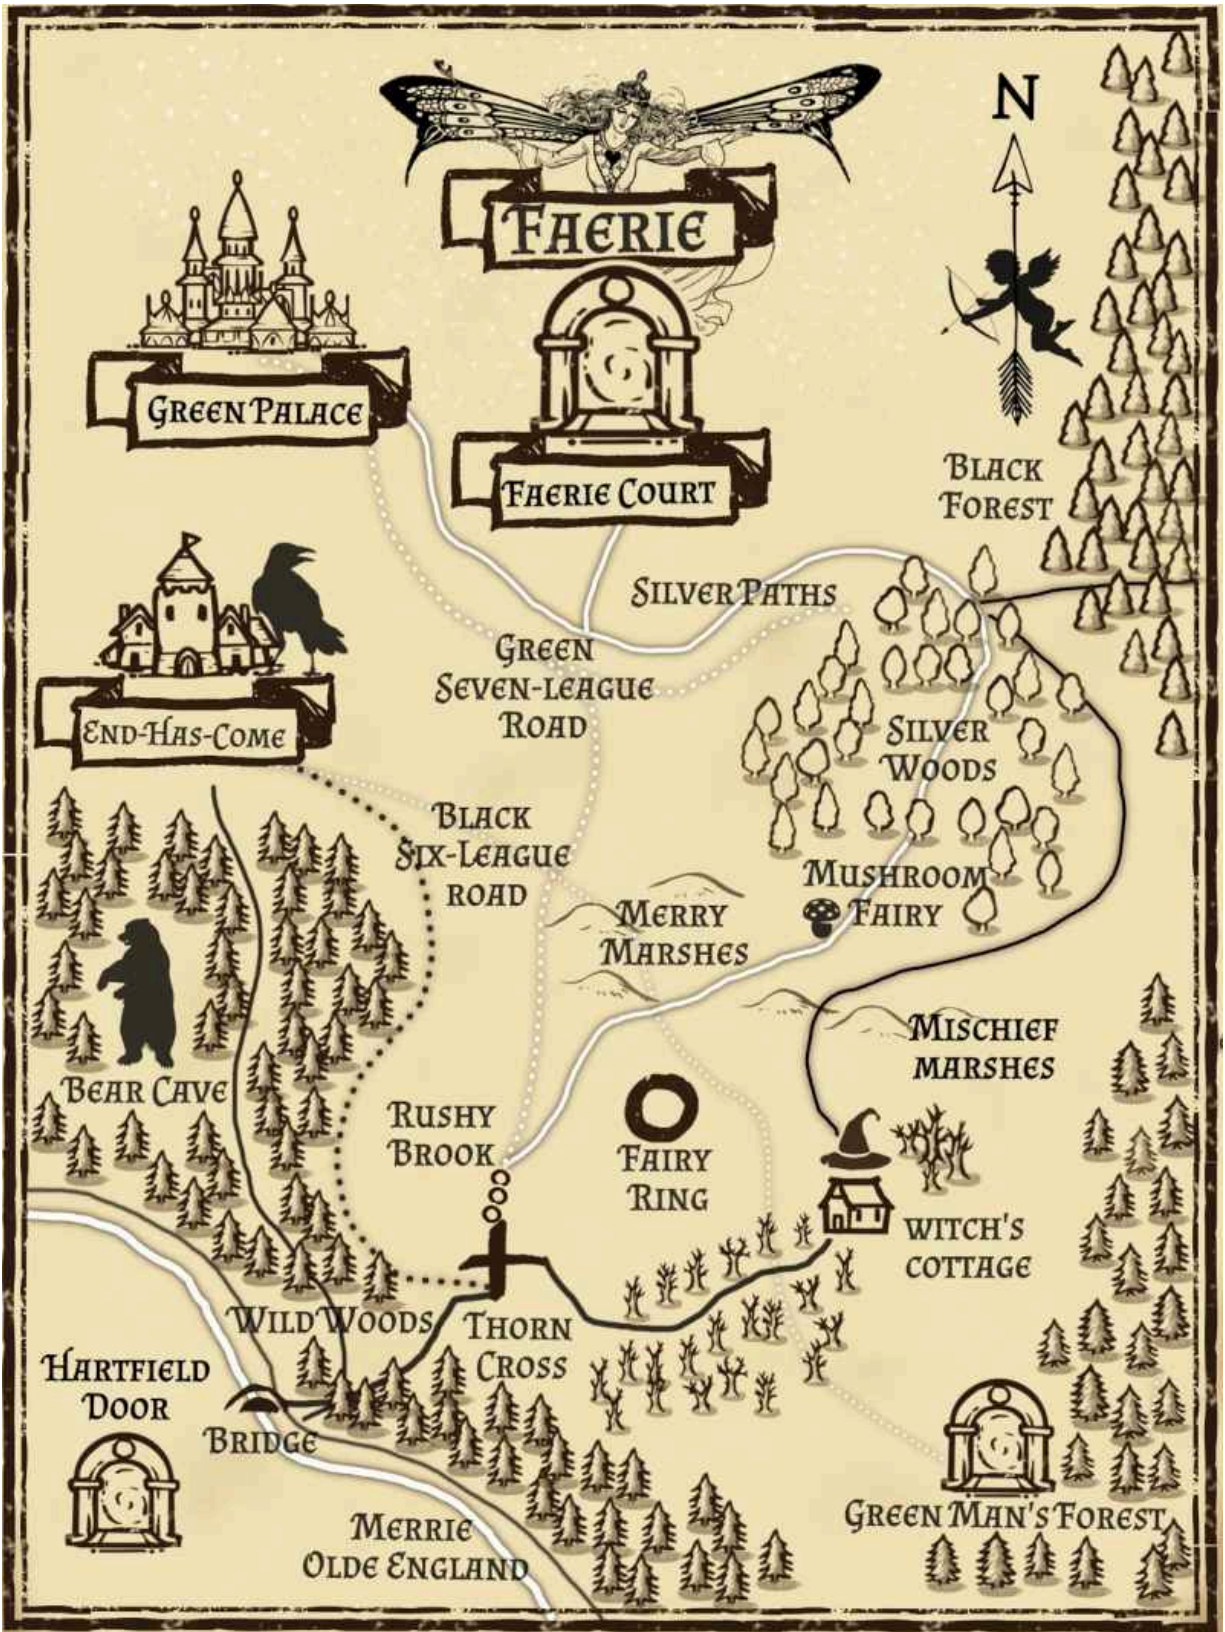 N
FAERIE
GREEN PALACE
FAERIE COURT
BLACK
FOREST
SILVER PATHS
GREEN
SEVEN-LEAGUE
ROAD
END-HAS-COME
SILVER
WOODS
BLACK
SIX-LEAGUE
ROAD
MUSHROOM
FAIRY
MERRY
MARSHES
MISCHIEF
MARSHES
BEAR CAVE
RUSHY
BROOK
FAIRY
RING
WITCH'S
COTTAGE
WILD WOODS
THORN
CROSS
HARTFIELD
DOOR
BRIDGE
GREEN MAN'S FOREST
MERRIE
OLDE ENGLAND